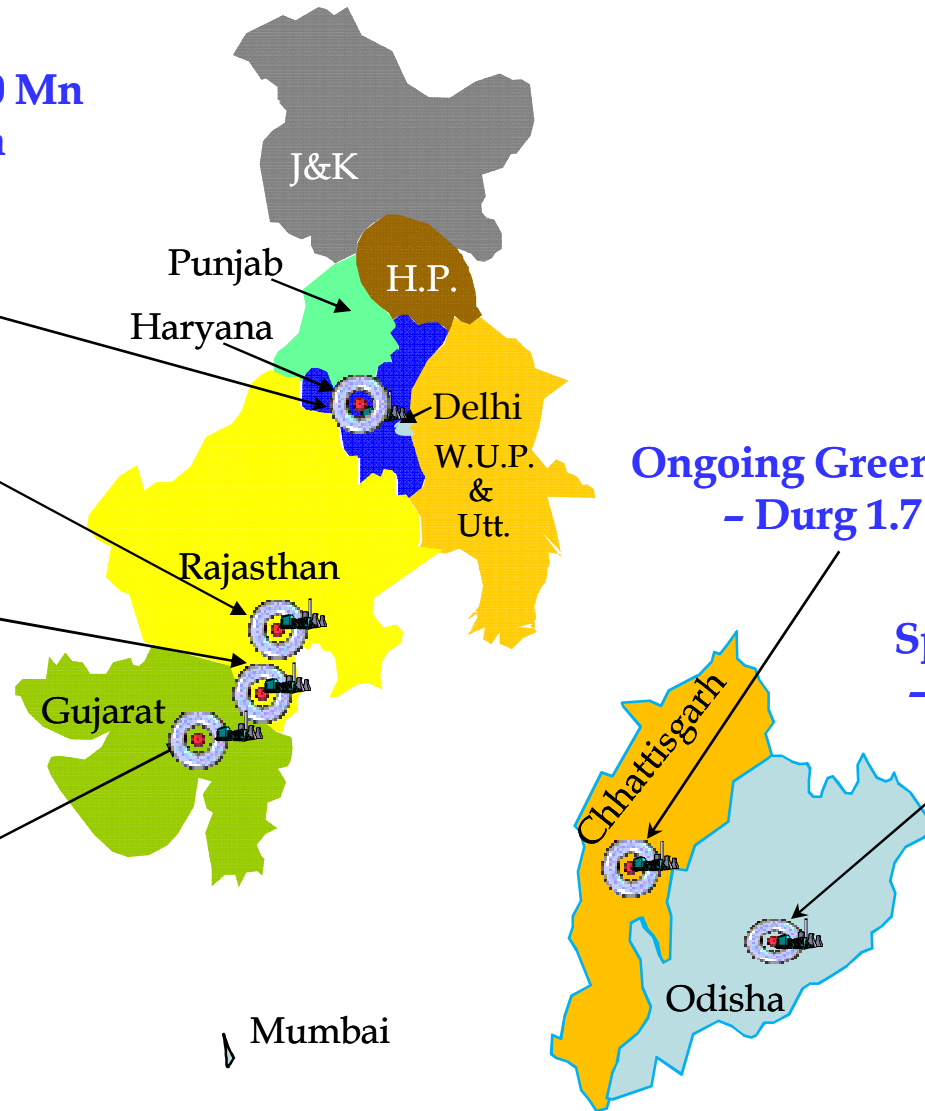 Mn
J&K
Punjab
H.P.
Haryana
Delhi
W.U.P.
&
Utt.
Ongoing Green
– Durg 1.7
Rajasthan
Gujarat
Chhattisgarh
Odisha
Mumbai